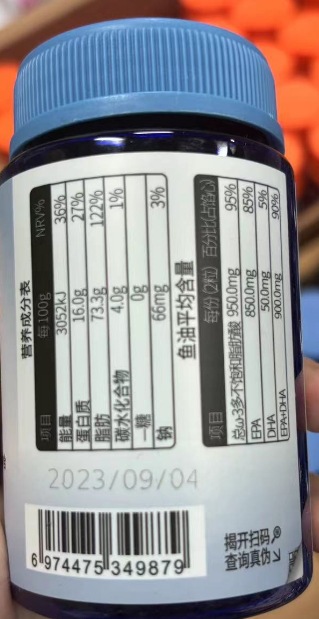 营养成分表
项目 每100g NRV%
能量 3052kJ 36%
蛋白质 16.0g 27%
脂肪 73.3g 122%
碳水化合物 4.0g 1%
—糖 0g
钠 66mg 3%
鱼油平均含量
项目 每份(2粒) 百分比(占馅心)
总ω-3多不饱和脂肪酸 950.0mg 95%
EPA 850.0mg 85%
DHA 50.0mg 5%
EPA+DHA 900.0mg 90%
2023/09/04
6 974475 349879
揭开扫码
查询真伪